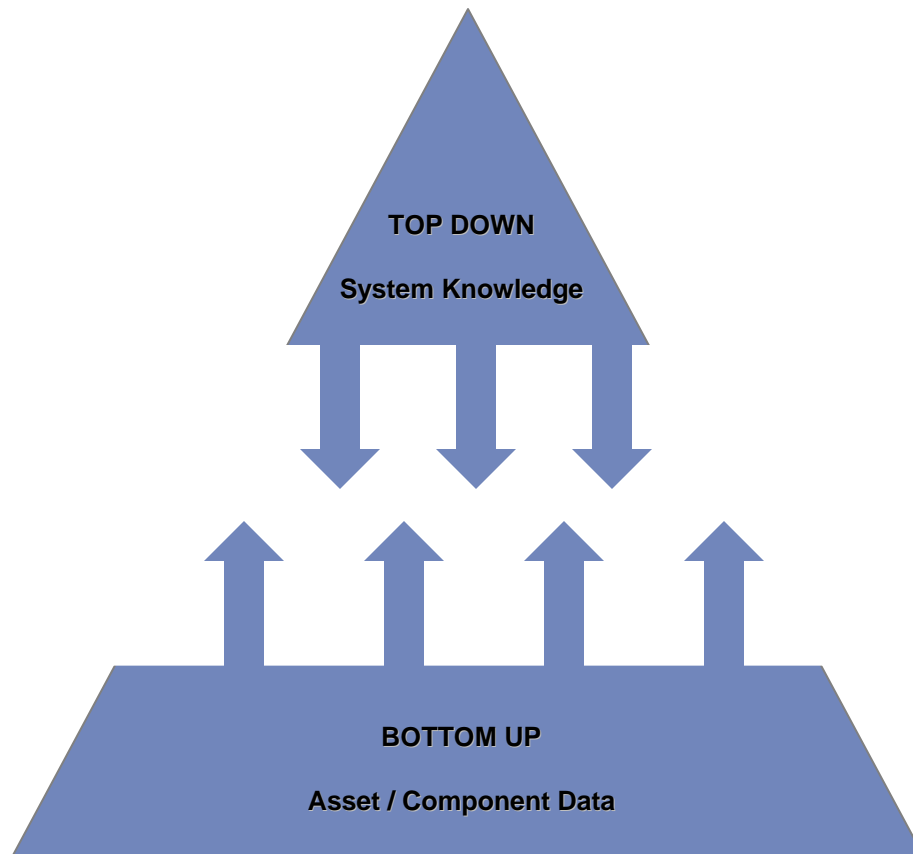 TOP DOWN
System Knowledge
BOTTOM UP
Asset / Component Data